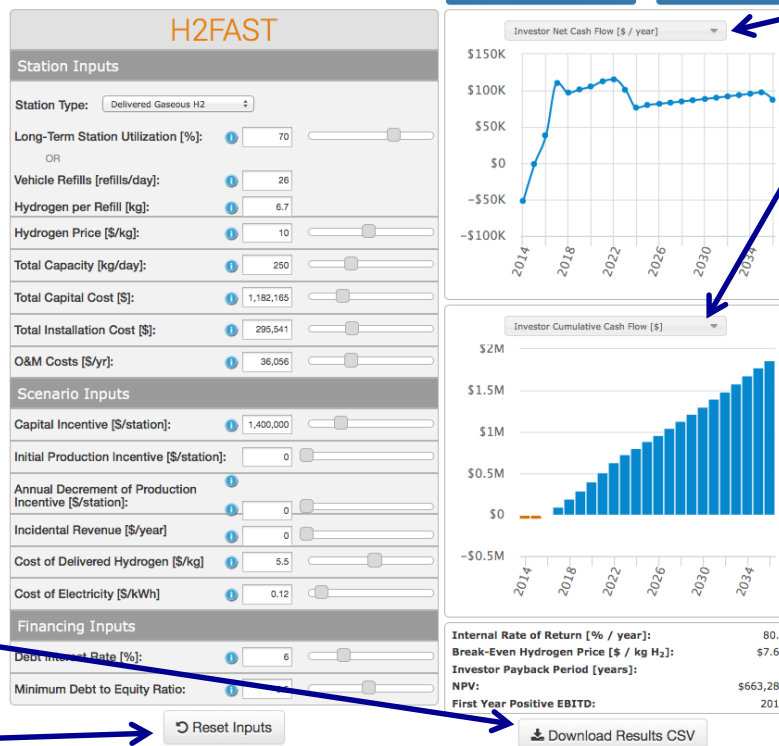 H2FAST
Station Inputs
Station Type: Delivered Gaseous H2
Long-Term Station Utilization [%]: 70
OR
Vehicle Refills [refills/day]: 26
Hydrogen per Refill [kg]: 6.7
Hydrogen Price [$/kg]: 10
Total Capacity [kg/day]: 250
Total Capital Cost [$]: 1,182,165
Total Installation Cost [$]: 295,541
O&M Costs [$/yr]: 36,056
Scenario Inputs
Capital Incentive [$/station]: 1,400,000
Initial Production Incentive [$/station]: 0
Annual Decrement of Production
Incentive [$/station]: 0
Incidental Revenue [$/year] 0
Cost of Delivered Hydrogen [$/kg] 5.5
Cost of Electricity [$/kWh] 0.12
Financing Inputs
Debt Interest Rate [%]: 6
Minimum Debt to Equity Ratio:
Reset Inputs
Investor Net Cash Flow [$ / year]
$150K
$100K
$50K
$0
-$50K
-$100K
2014 2018 2022 2026 2030 2034
Investor Cumulative Cash Flow [$]
$2M
$1.5M
$1M
$0.5M
$0
-$0.5M
2014 2018 2022 2026 2030 2034
Internal Rate of Return [% / year]: 80.
Break-Even Hydrogen Price [$ / kg H₂]: $7.6
Investor Payback Period [years]:
NPV: $663,28
First Year Positive EBITDA: 201
Download Results CSV